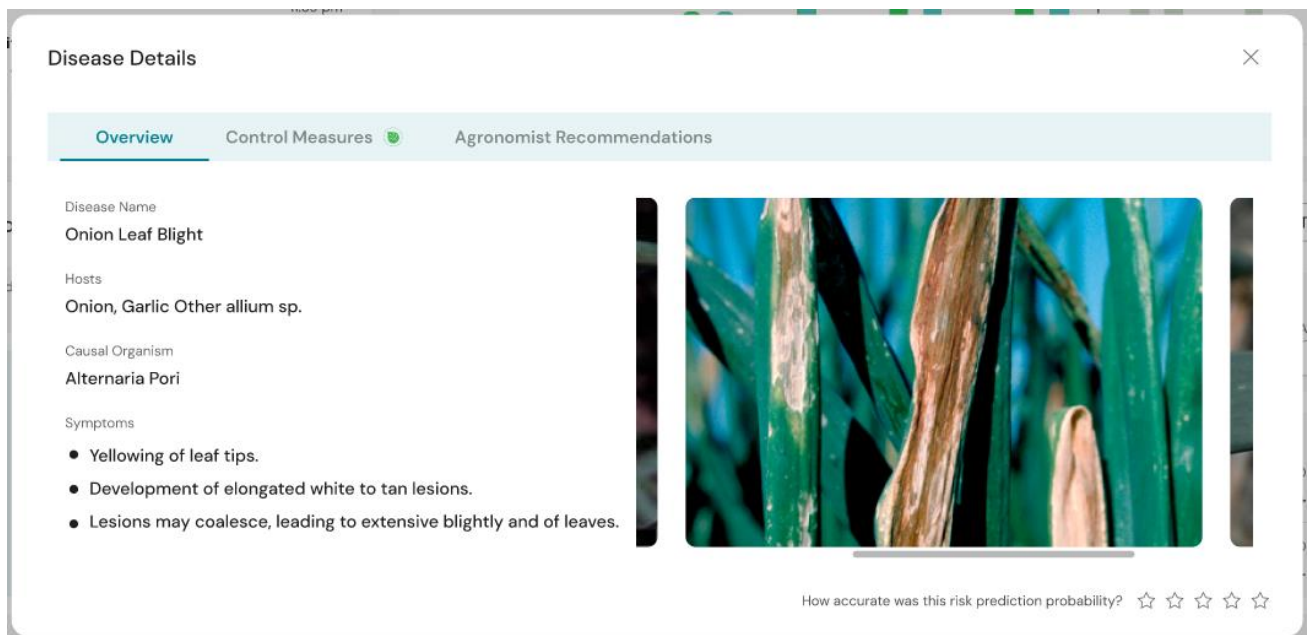 Disease Details
Overview
Control Measures
Agronomist Recommendations
Disease Name
Onion Leaf Blight
Hosts
Onion, Garlic Other allium sp.
Causal Organism
Alternaria Pori
Symptoms
Yellowing of leaf tips.
Development of elongated white to tan lesions.
Lesions may coalesce, leading to extensive blightly and of leaves.
How accurate was this risk prediction probability?